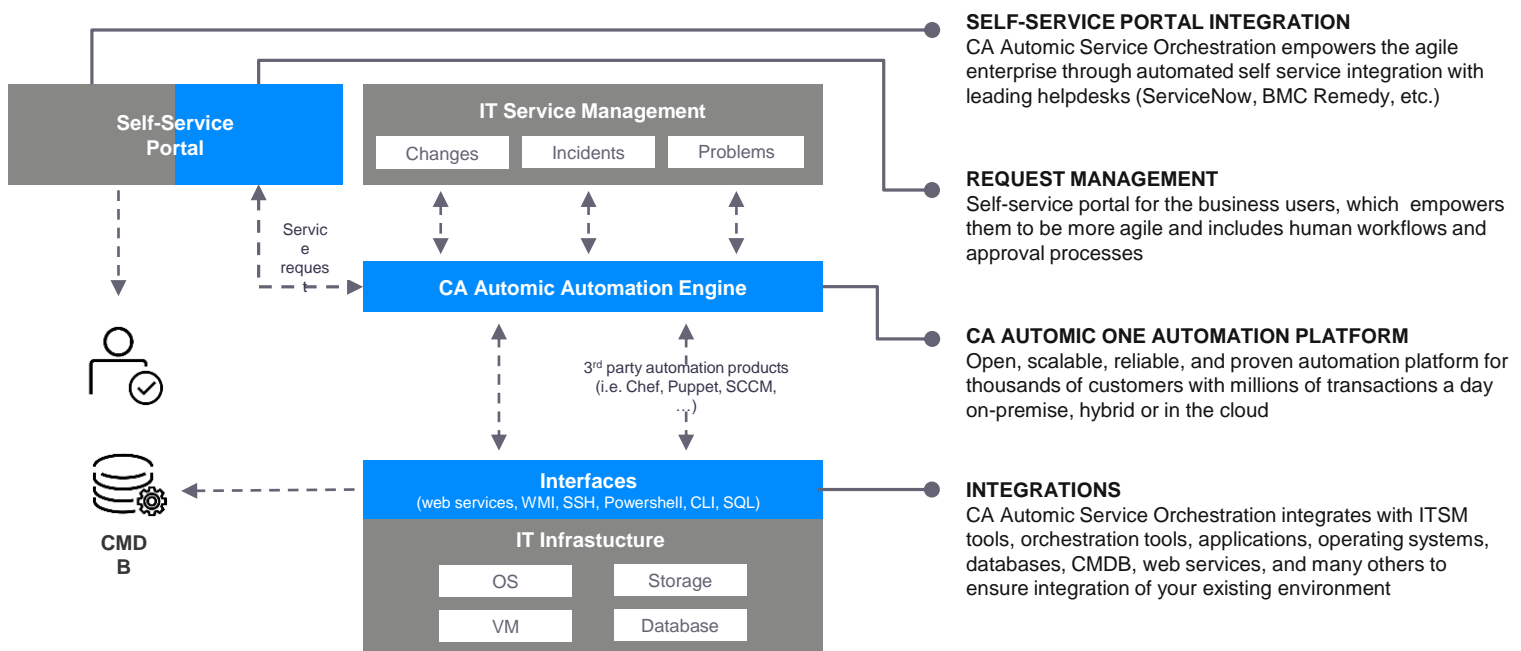 Self-Service
Portal
IT Service Management
Changes
Incidents
Problems
Servic
e
reques
t
CA Automic Automation Engine
3rd party automation products
(i.e. Chef, Puppet, SCCM,
…)
Interfaces
(web services, WMI, SSH, Powershell, CLI, SQL)
IT Infrastucture
OS
Storage
VM
Database
CMD
B
SELF-SERVICE PORTAL INTEGRATION
CA Automic Service Orchestration empowers the agile
enterprise through automated self service integration with
leading helpdesks (ServiceNow, BMC Remedy, etc.)
REQUEST MANAGEMENT
Self-service portal for the business users, which empowers
them to be more agile and includes human workflows and
approval processes
CA AUTOMIC ONE AUTOMATION PLATFORM
Open, scalable, reliable, and proven automation platform for
thousands of customers with millions of transactions a day
on-premise, hybrid or in the cloud
INTEGRATIONS
CA Automic Service Orchestration integrates with ITSM
tools, orchestration tools, applications, operating systems,
databases, CMDB, web services, and many others to
ensure integration of your existing environment